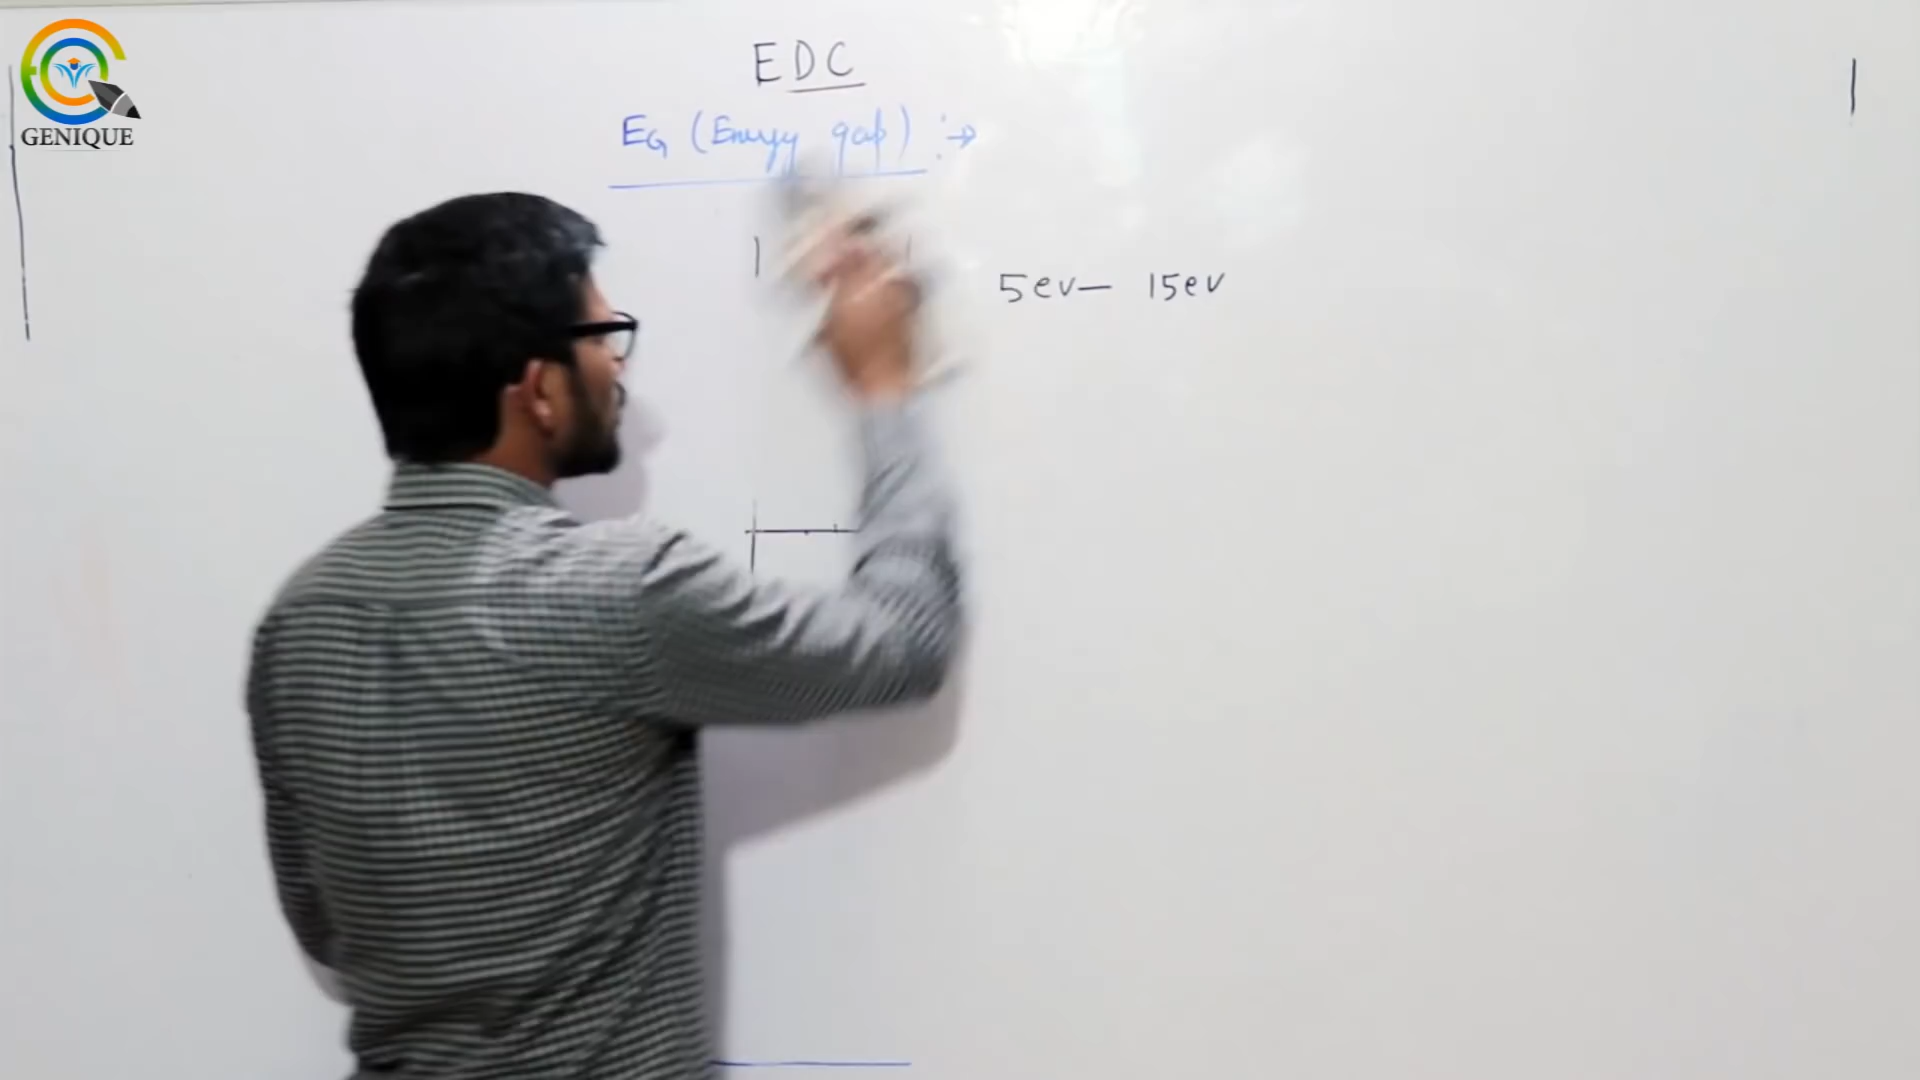 GENIQUE
EDC
EG (Energy gap) :→
5ev— 15ev